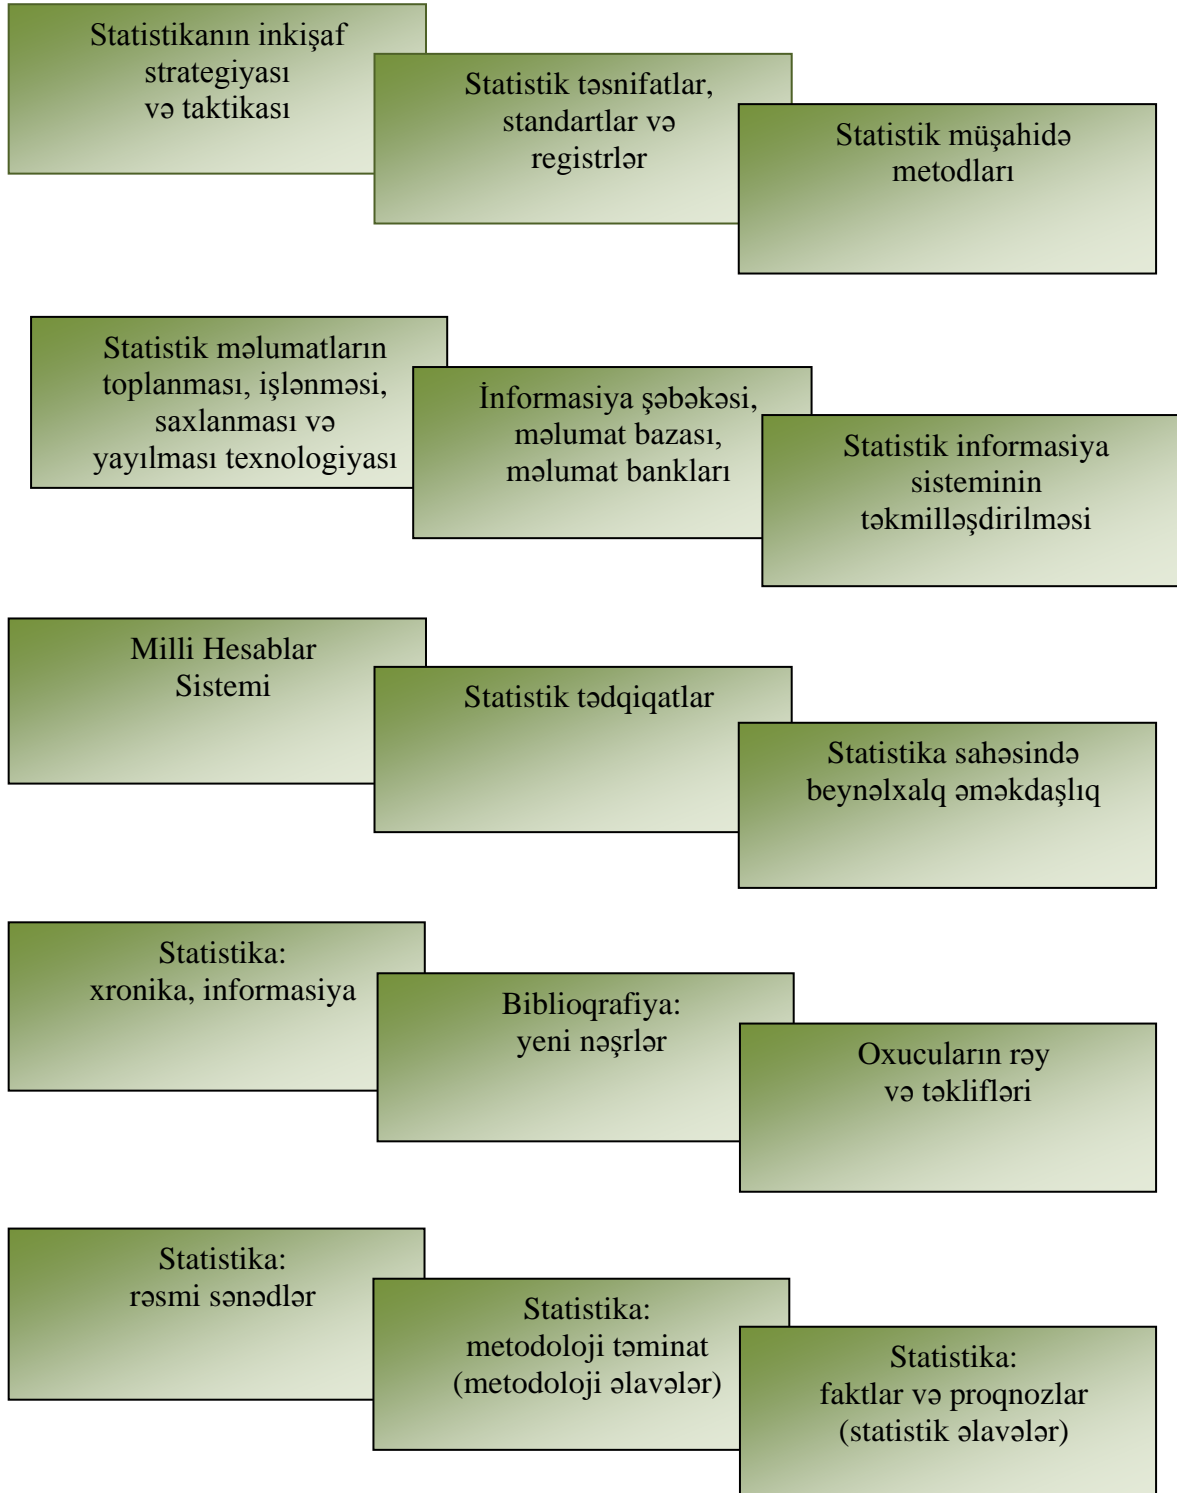 Statistikanın inkişaf
strategiyası
və taktikası
Statistik təsnifatlar,
standartlar və
registrlər
Statistik müşahidə
metodları
Statistik məlumatların
toplanması, işlənməsi,
saxlanması və
yayılması texnologiyası
İnformasiya şəbəkəsi,
məlumat bazası,
məlumat bankları
Statistik informasiya
sisteminin
təkmilləşdirilməsi
Milli Hesablar
Sistemi
Statistik tədqiqatlar
Statistika sahəsində
beynəlxalq əməkdaşlıq
Statistika:
xronika, informasiya
Biblioqrafiya:
yeni nəşrlər
Oxucuların rəy
və təklifləri
Statistika:
rəsmi sənədlər
Statistika:
metodoloji təminat
(metodoloji əlavələr)
Statistika:
faktlar və proqnozlar
(statistik əlavələr)